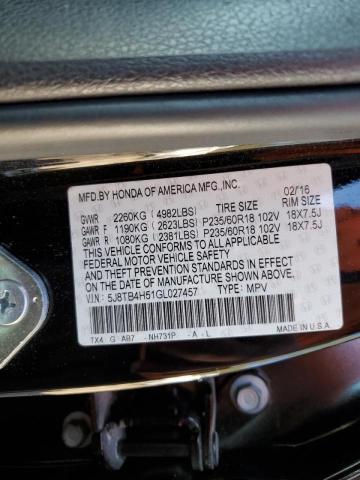 MFD.BY HONDA OF AMERICA MFG.,INC. 02/16
GVWR 2260KG (4982LBS) TIRE SIZE RIM SIZE
GAWR F 1190KG (2623LBS) P235/60R18 102V 18X7.5J
GAWR R 1080KG (2381LBS) P235/60R18 102V 18X7.5J
THIS VEHICLE CONFORMS TO ALL APPLICABLE
FEDERAL MOTOR VEHICLE SAFETY
AND THEFT PREVENTION STANDARDS IN EFFECT
ON THE DATE OF MANUFACTURE SHOWN ABOVE.
VIN: 5J8TB4H51GL027457 TYPE: MPV
TX4 G AB7 - NH731P - A - L MADE IN U.S.A.